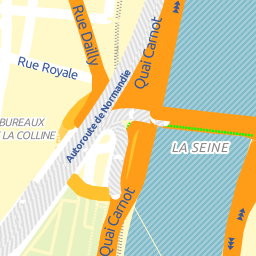 Rue Dailly
Quai Carnot
Rue Royale
Autoroute de Normandie
BUREAUX
LA COLLINE
LA SEINE
Quai Carnot